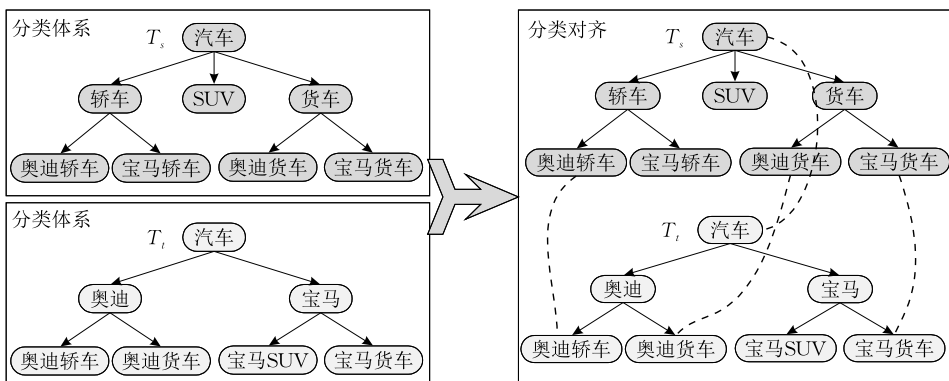 分类体系
T_s 汽车
轿车 SUV 货车
奥迪轿车 宝马轿车 奥迪货车 宝马货车
分类体系
T_t 汽车
奥迪 宝马
奥迪轿车 奥迪货车 宝马SUV 宝马货车
分类对齐
T_s 汽车
轿车 SUV 货车
奥迪轿车 宝马轿车 奥迪货车 宝马货车
T_t 汽车
奥迪 宝马
奥迪轿车 奥迪货车 宝马SUV 宝马货车